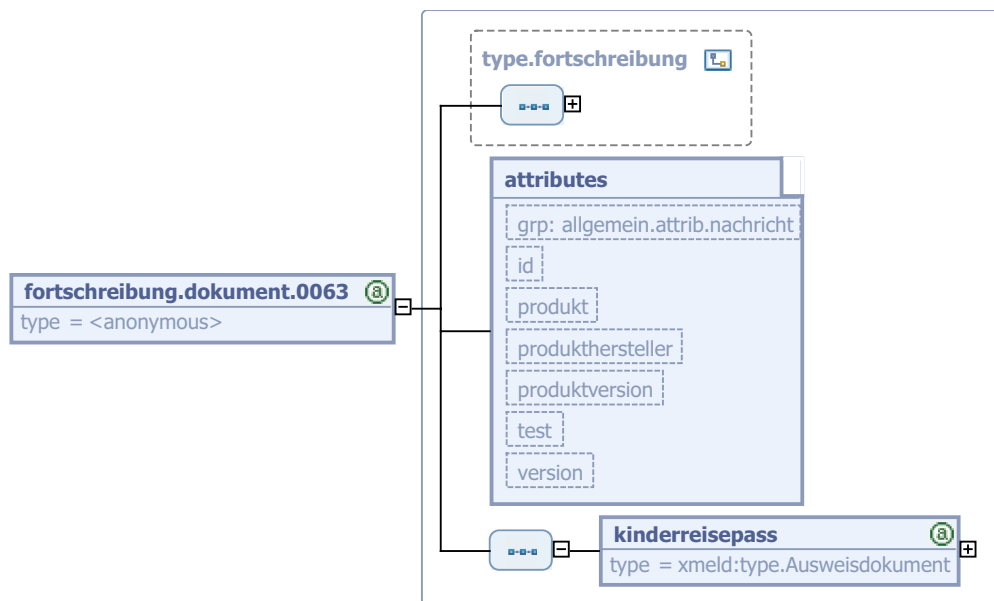 type.fortschreibung
attributes
grp: allgemein.attrib.nachricht
id
produkt
fortschreibung.dokument.0063
type = <anonymous>
produkthersteller
produktversion
test
version
kinderreisepass
type = xmeld:type.Ausweisdokument